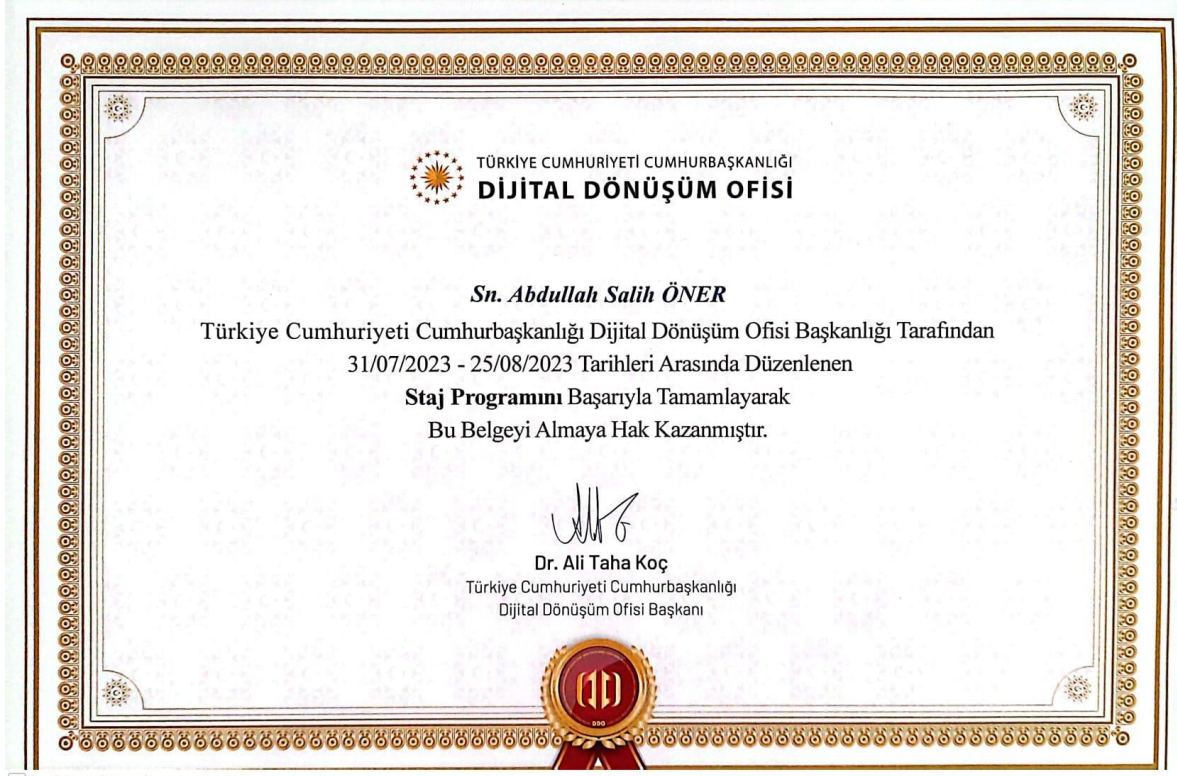 TÜRKİYE CUMHURİYETİ CUMHURBAŞKANLIĞI
DİJİTAL DÖNÜŞÜM OFİSİ
Sn. Abdullah Salih ÖNER
Türkiye Cumhuriyeti Cumhurbaşkanlığı Dijital Dönüşüm Ofisi Başkanlığı Tarafından
31/07/2023 - 25/08/2023 Tarihleri Arasında Düzenlenen
Staj Programını Başarıyla Tamamlayarak
Bu Belgeyi Almaya Hak Kazanmıştır.
Dr. Ali Taha Koç
Türkiye Cumhuriyeti Cumhurbaşkanlığı
Dijital Dönüşüm Ofisi Başkanı
DDO